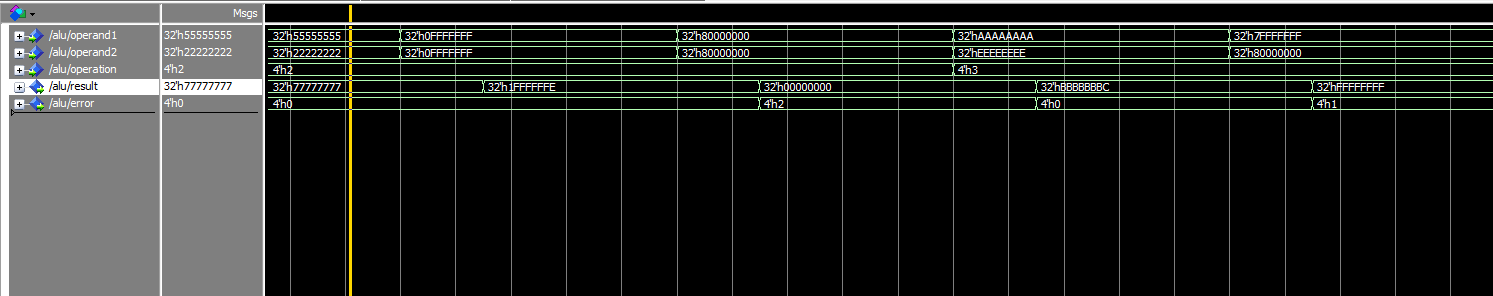 Msgs
/alu/operand1 32'h55555555 32'h55555555 32'h0FFFFFFF 32'h80000000 32'hAAAAAAAA 32'h7FFFFFFF
/alu/operand2 32'h22222222 32'h22222222 32'h0FFFFFFF 32'h80000000 32'hEEEEEEEE 32'h80000000
/alu/operation 4'h2 4'h2 4'h3
/alu/result 32'h77777777 32'h77777777 32'h1FFFFFFE 32'h00000000 32'hBBBBBBBC 32'hFFFFFFFF
/alu/error 4'h0 4'h0 4'h2 4'h0 4'h1